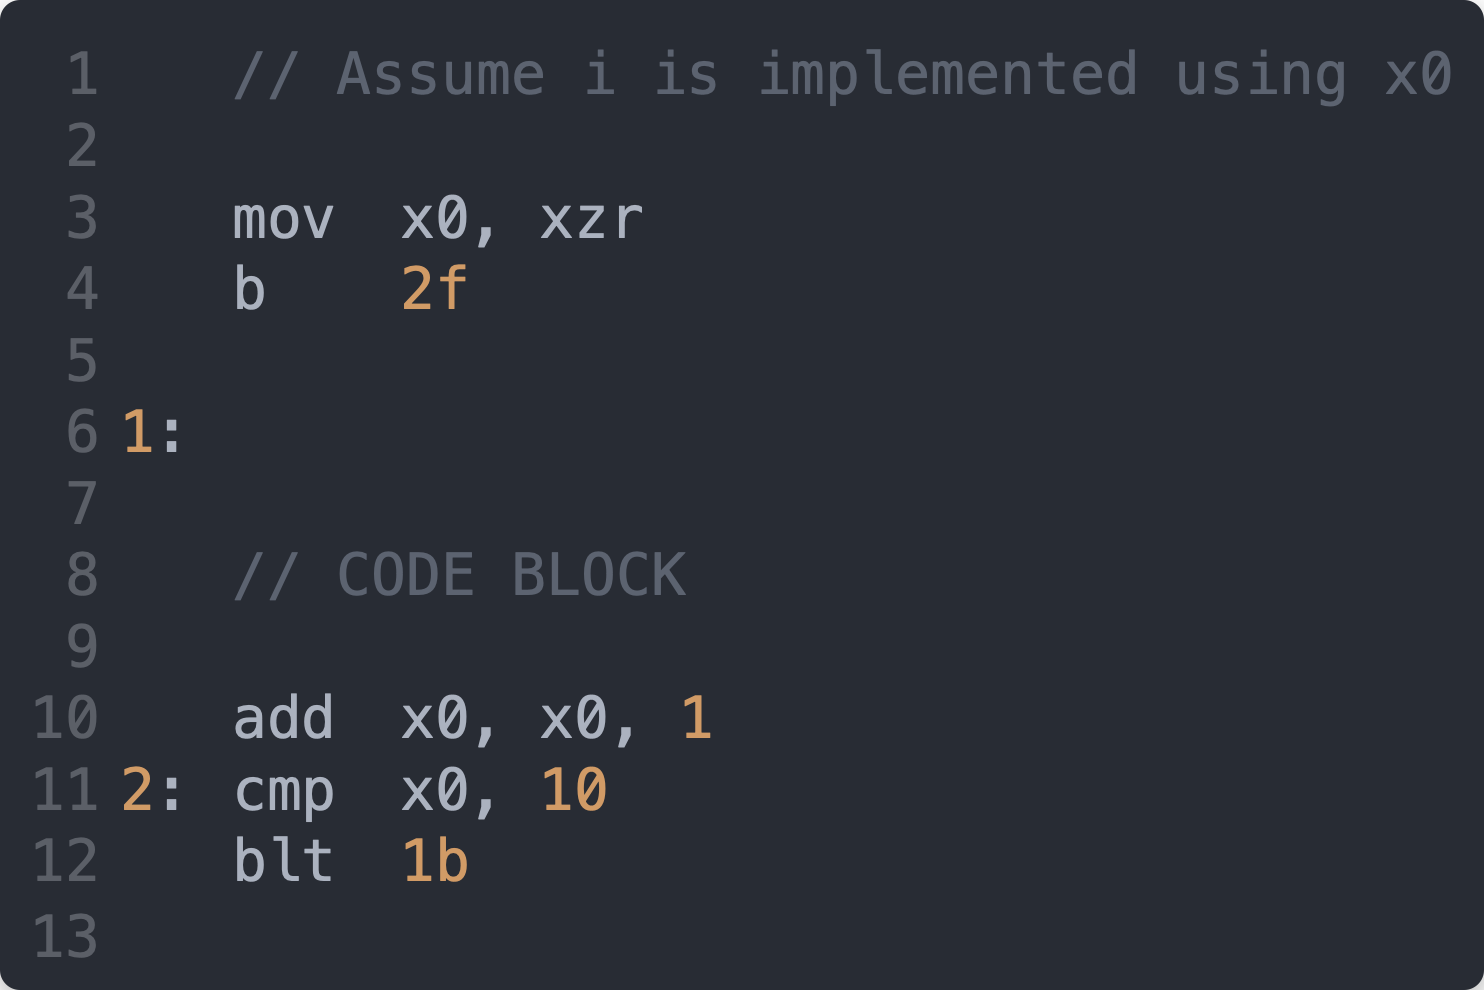 1 // Assume i is implemented using x0
2
3 mov x0, xzr
4 b 2f
5
6 1:
7
8 // CODE BLOCK
9
10 add x0, x0, 1
11 2: cmp x0, 10
12 blt 1b
13